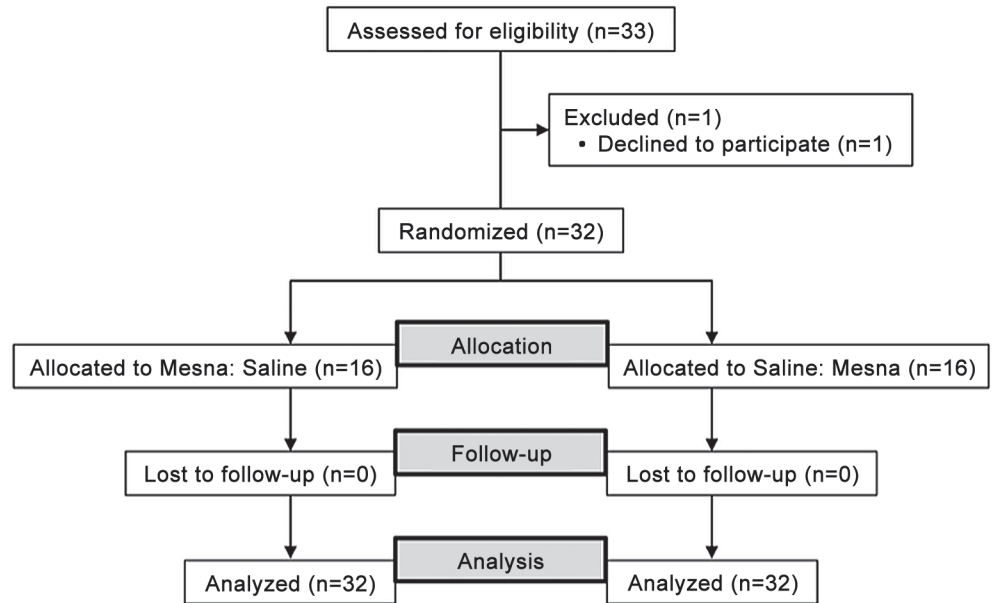 Assessed for eligibility (n=33)
Excluded (n=1)
• Declined to participate (n=1)
Randomized (n=32)
Allocation
Allocated to Mesna: Saline (n=16)
Allocated to Saline: Mesna (n=16)
Follow-up
Lost to follow-up (n=0)
Lost to follow-up (n=0)
Analysis
Analyzed (n=32)
Analyzed (n=32)